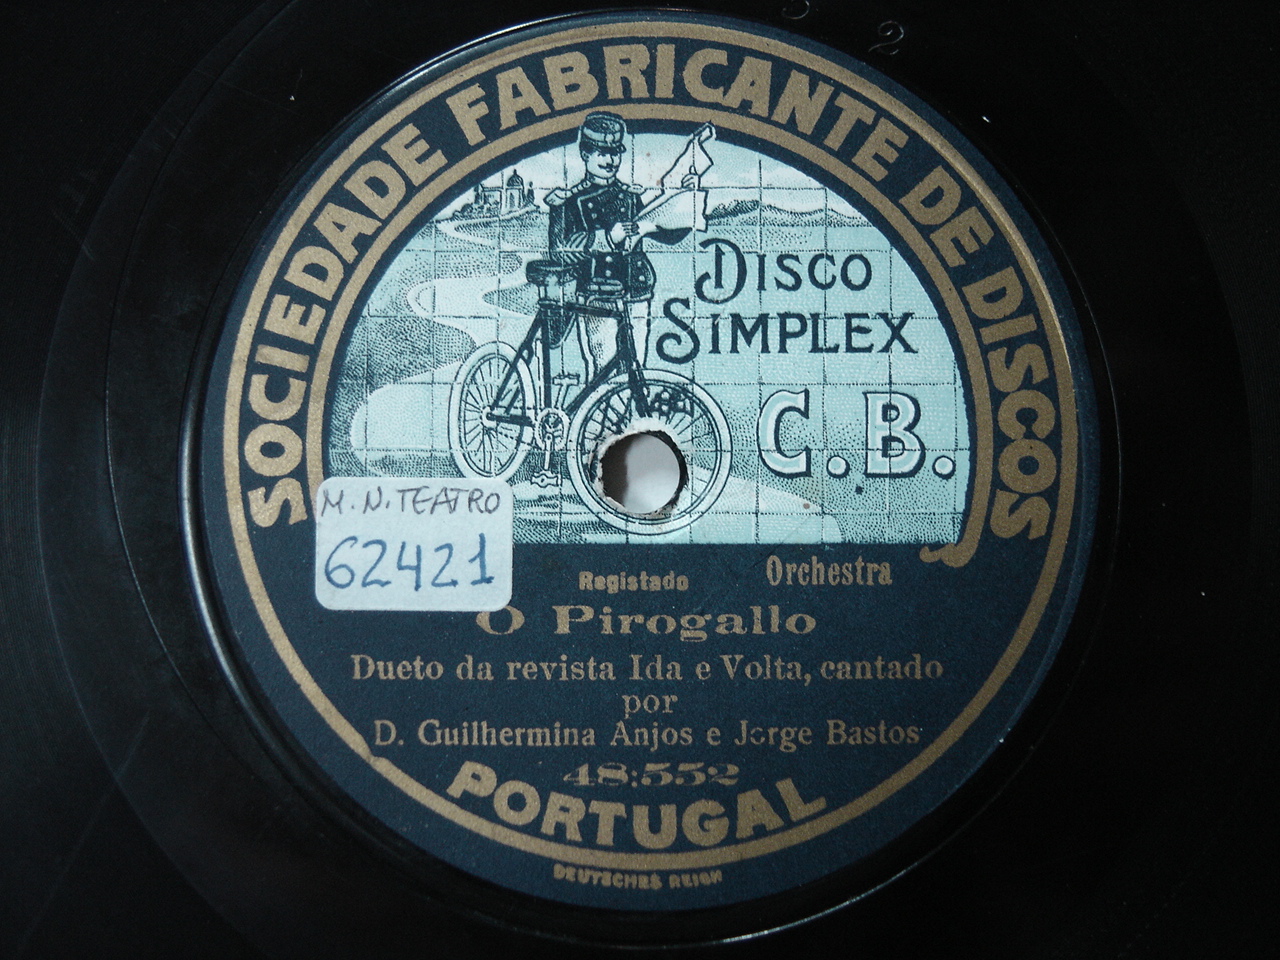 2
SOCIEDADE FABRICANTE DE DISCOS
DISCO
SIMPLEX
C.B.
M. N. TEATRO
62421
Registado Orchestra
O Pirogallo
Dueto da revista Ida e Volta, cantado
por
D. Guilhermina Anjos e Jorge Bastos
48:552
PORTUGAL
DEUTSCHES REICH